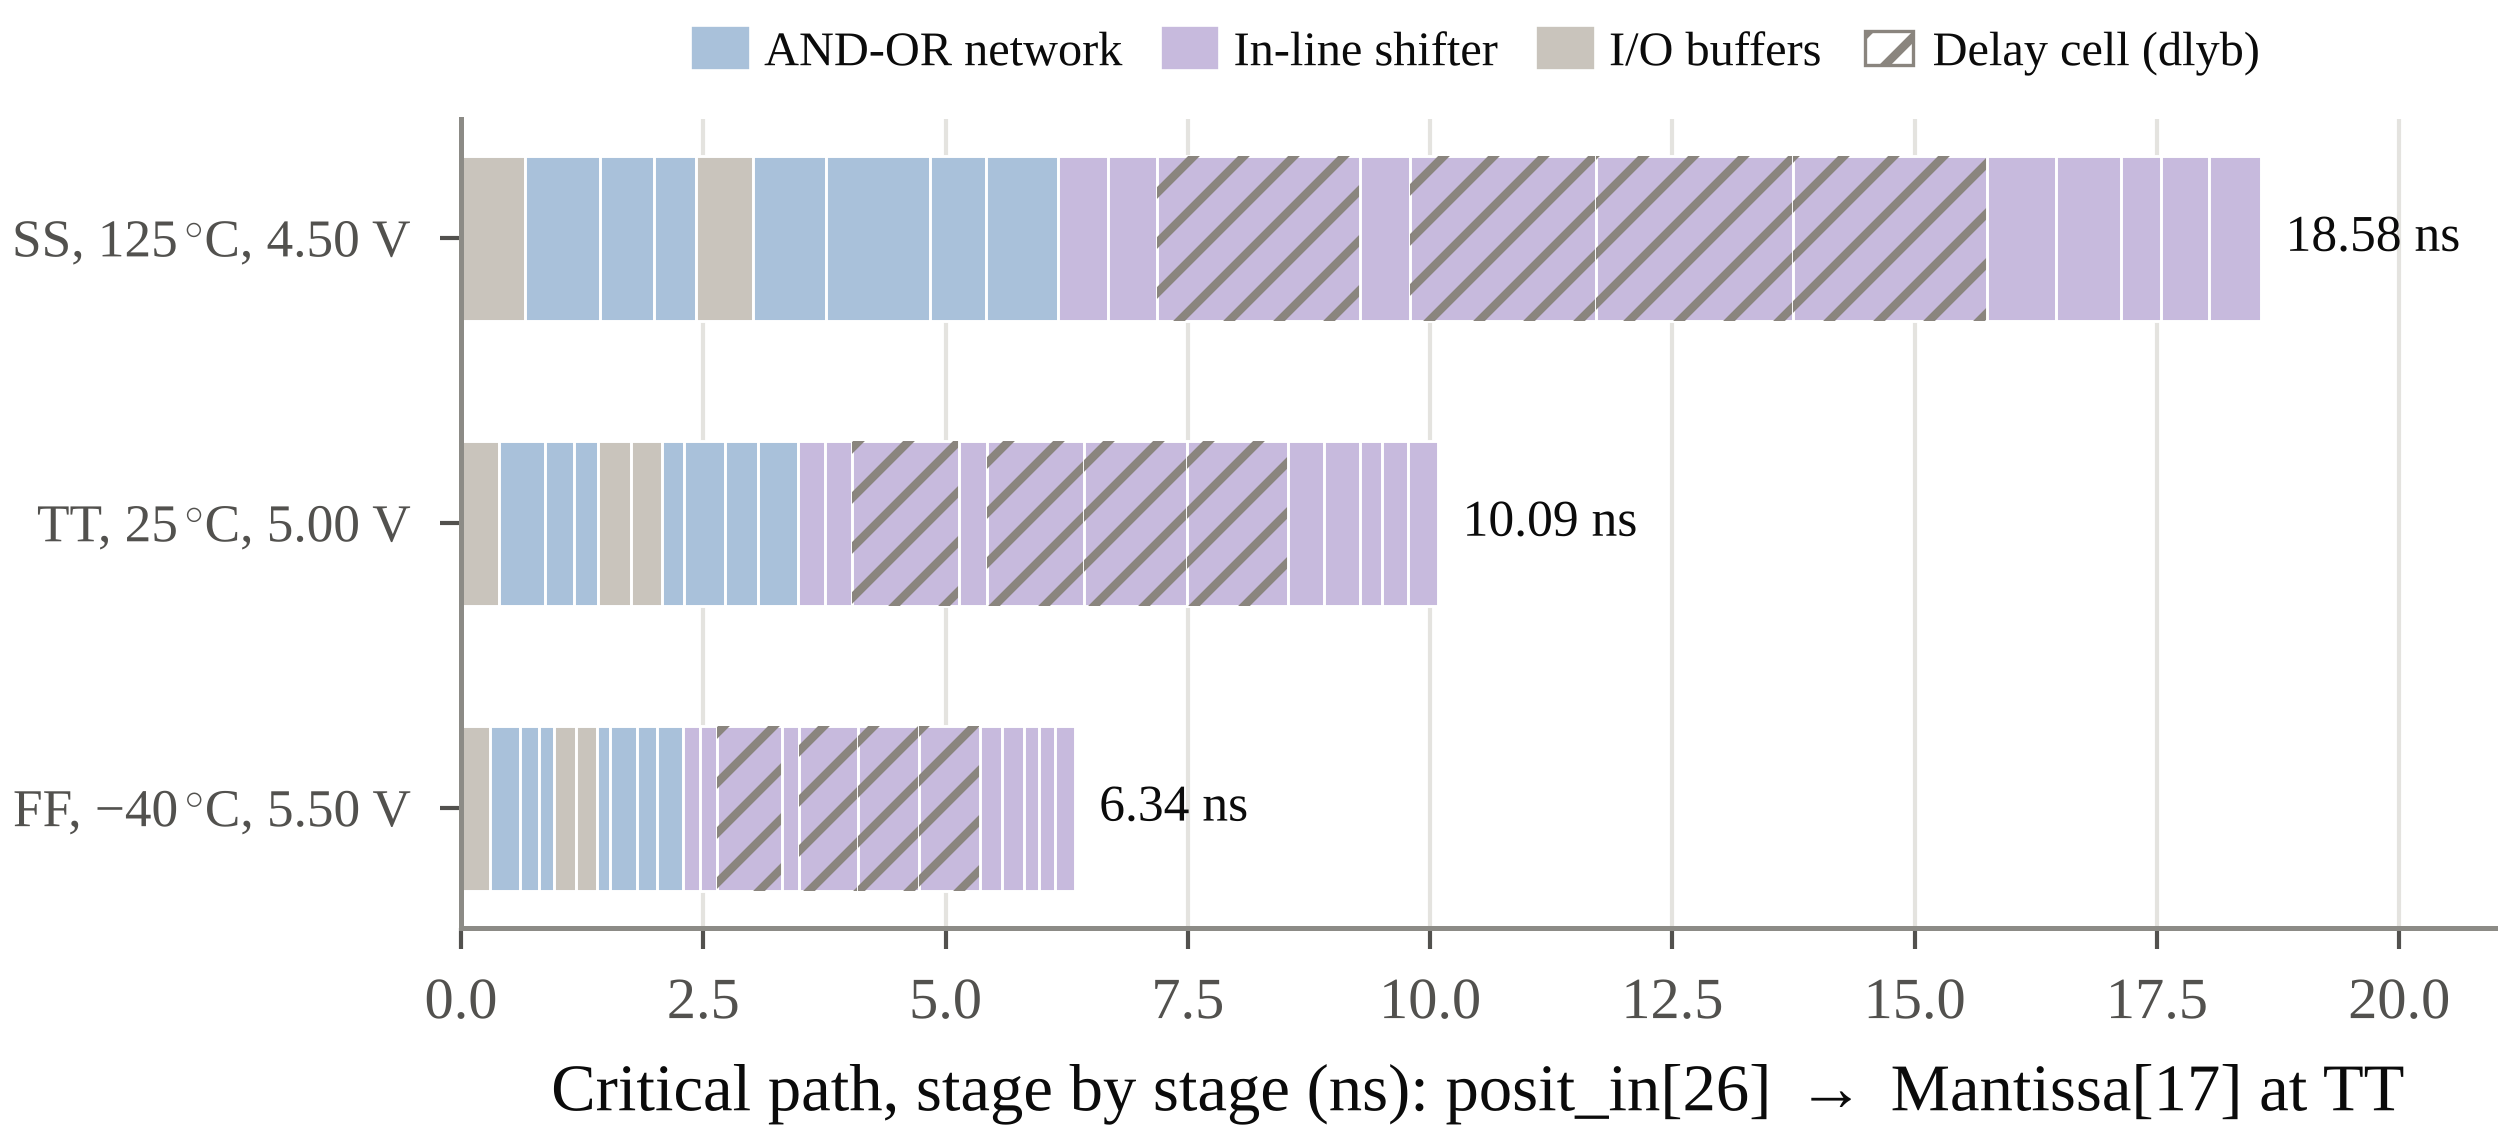 AND-OR network In-line shifter I/O buffers Delay cell (dlyb)
SS, 125°C, 4.50 V
18.58 ns
TT, 25°C, 5.00 V
10.09 ns
FF, −40°C, 5.50 V
6.34 ns
0.0 2.5 5.0 7.5 10.0 12.5 15.0 17.5 20.0
Critical path, stage by stage (ns): posit_in[26] → Mantissa[17] at TT